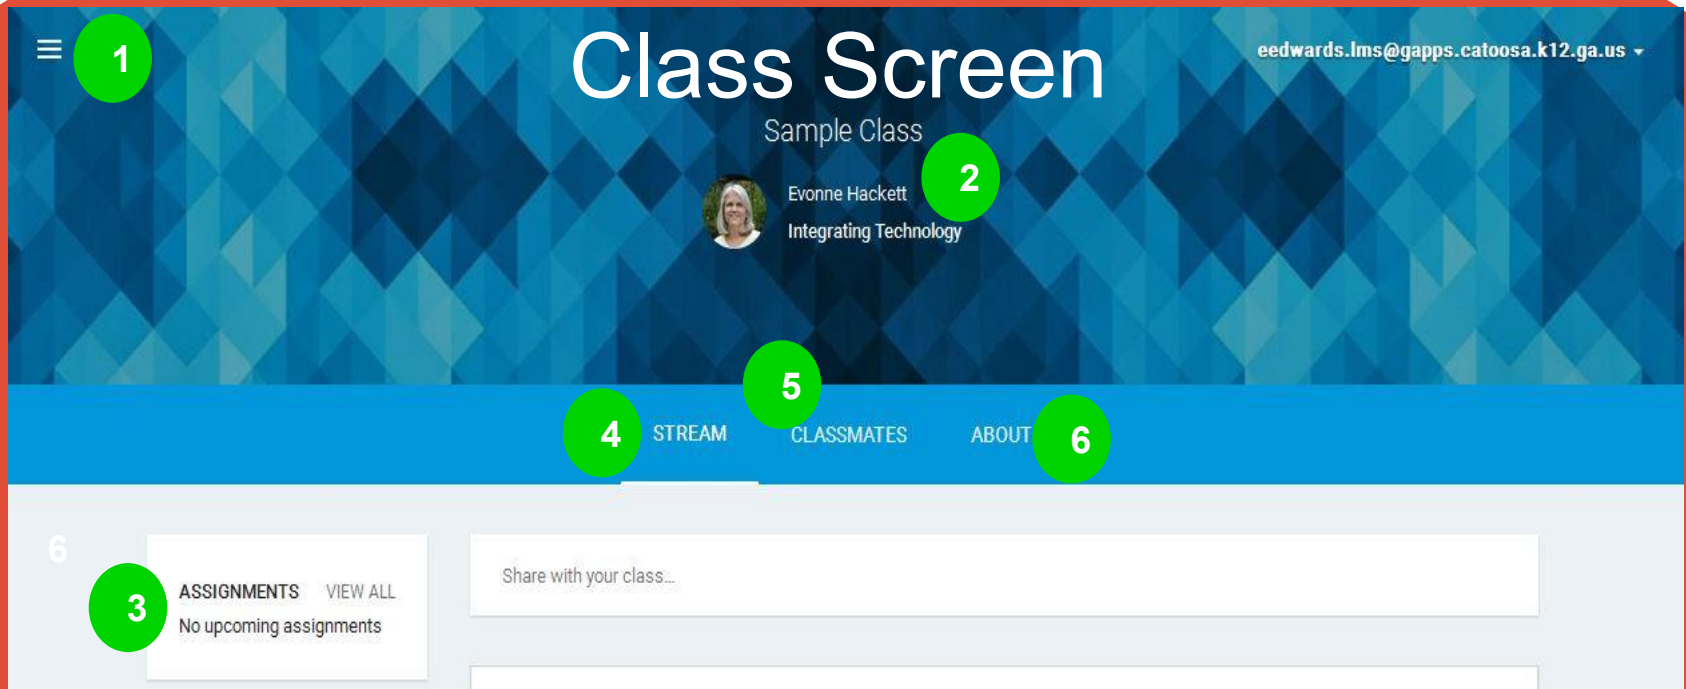 1
Class Screen
eedwards.lms@gapps.catoosa.k12.ga.us
Sample Class
2
Evonne Hackett
Integrating Technology
5
4
STREAM
CLASSMATES
ABOUT
6
6
3
ASSIGNMENTS VIEW ALL
No upcoming assignments
Share with your class...